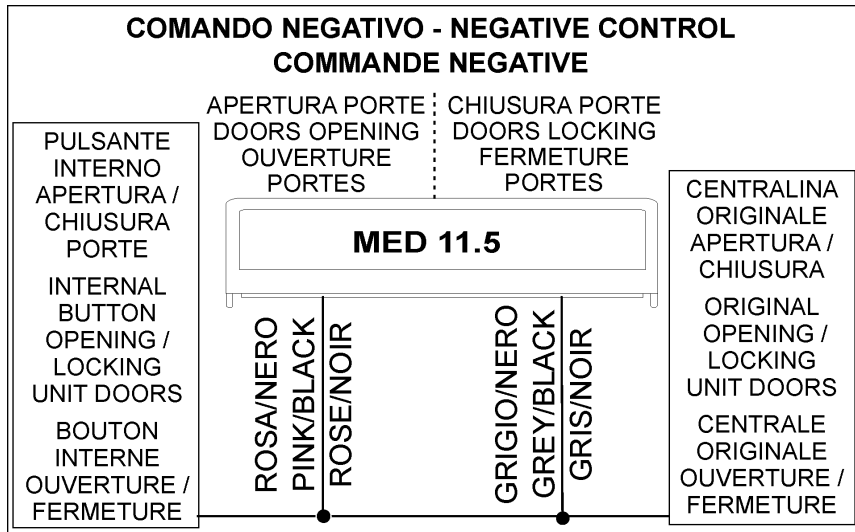 COMANDO NEGATIVO - NEGATIVE CONTROL
COMMANDE NEGATIVE
APERTURA PORTE
DOORS OPENING
OUVERTURE
PORTES
CHIUSURA PORTE
DOORS LOCKING
FERMETURE
PORTES
PULSANTE
INTERNO
APERTURA /
CHIUSURA
PORTE
INTERNAL
BUTTON
OPENING /
LOCKING
UNIT DOORS
BOUTON
INTERNE
OUVERTURE /
FERMETURE
MED 11.5
ROSA/NERO
PINK/BLACK
ROSE/NOIR
GRIGIO/NERO
GREY/BLACK
GRIS/NOIR
CENTRALINA
ORIGINALE
APERTURA /
CHIUSURA
ORIGINAL
OPENING /
LOCKING
UNIT DOORS
CENTRALE
ORIGINALE
OUVERTURE /
FERMETURE